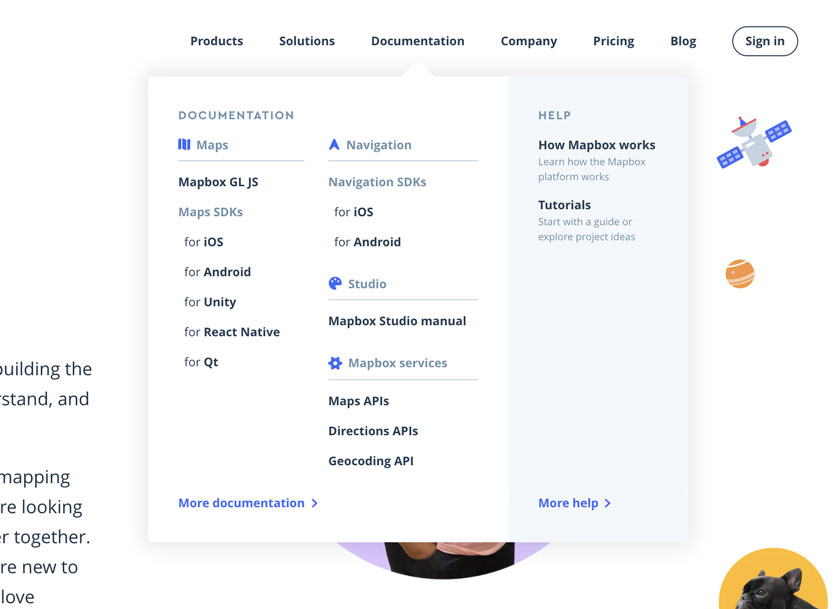 Products Solutions Documentation Company Pricing Blog Sign in
DOCUMENTATION
Maps
Mapbox GL JS
Maps SDKs
for iOS
for Android
for Unity
for React Native
for Qt
Navigation
Navigation SDKs
for iOS
for Android
Studio
Mapbox Studio manual
Mapbox services
Maps APIs
Directions APIs
Geocoding API
More documentation
HELP
How Mapbox works
Learn how the Mapbox
platform works
Tutorials
Start with a guide or
explore project ideas
More help
building the
rstand, and
mapping
re looking
er together.
re new to
love